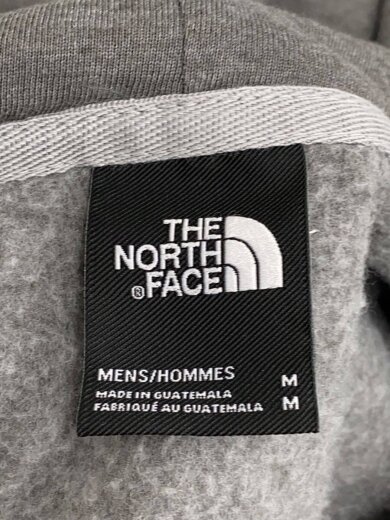 THE
NORTH
®FACE
MENS/HOMMES M
MADE IN GUATEMALA
FABRIQUÉ AU GUATEMALA M